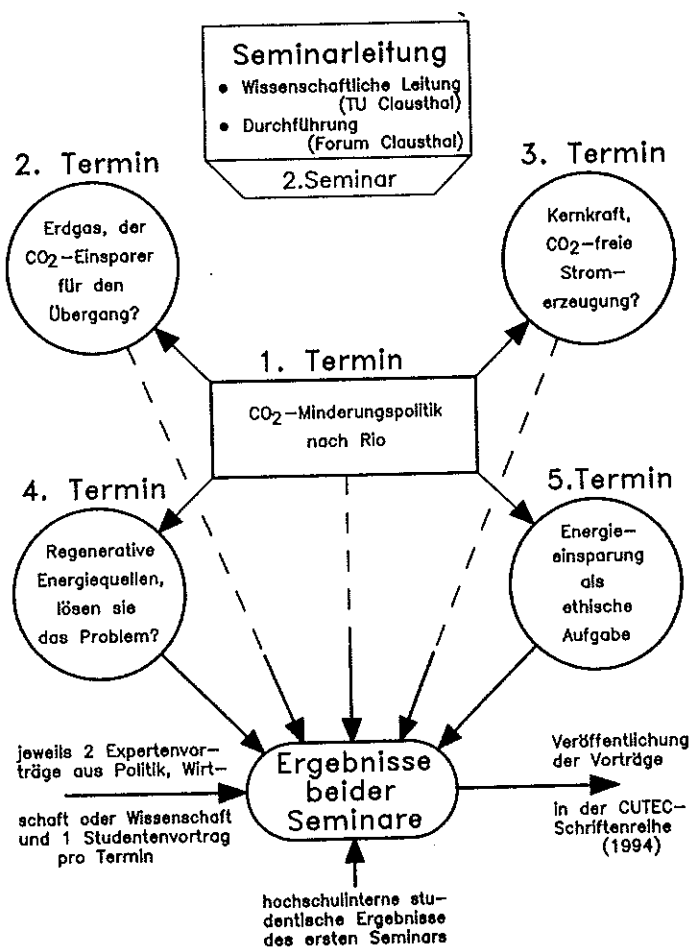 Seminarleitung
• Wissenschaftliche Leitung
(TU Clausthal)
• Durchführung
(Forum Clausthal)
2.Seminar
2. Termin
Erdgas, der
CO2-Einsparer
für den
Übergang?
3. Termin
Kernkraft,
CO2-freie
Strom-
erzeugung?
1. Termin
CO2-Minderungspolitik
nach Rio
4. Termin
Regenerative
Energiequellen,
lösen sie
das Problem?
5.Termin
Energie-
einsparung
als
ethische
Aufgabe
jeweils 2 Expertenvor-
träge aus Politik, Wirt-
schaft oder Wissenschaft
und 1 Studentenvortrag
pro Termin
Ergebnisse
beider
Seminare
Veröffentlichung
der Vorträge
in der CUTEC-
Schriftenreihe
(1994)
hochschulinterne stu-
dentische Ergebnisse
des ersten Seminars